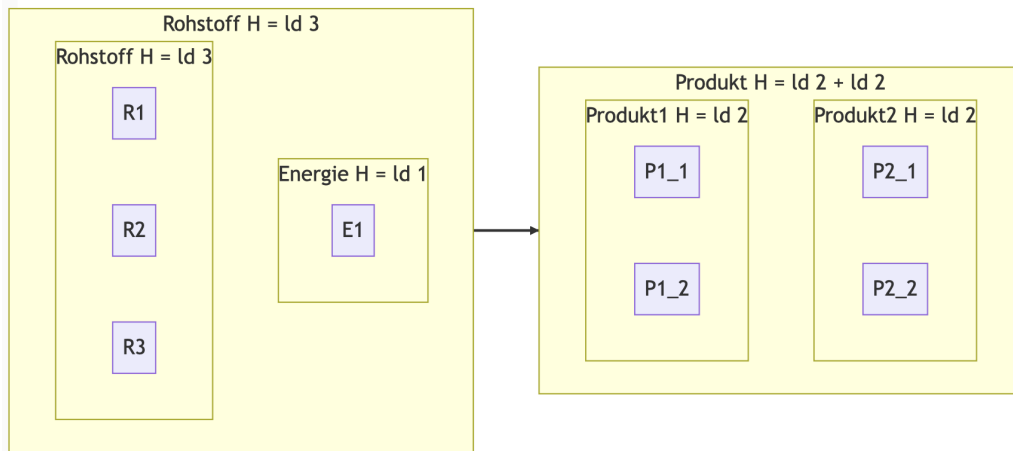 Rohstoff H = ld 3
Rohstoff H = ld 3
R1
R2
R3
Energie H = ld 1
E1
Produkt H = ld 2 + ld 2
Produkt1 H = ld 2
P1_1
P1_2
Produkt2 H = ld 2
P2_1
P2_2